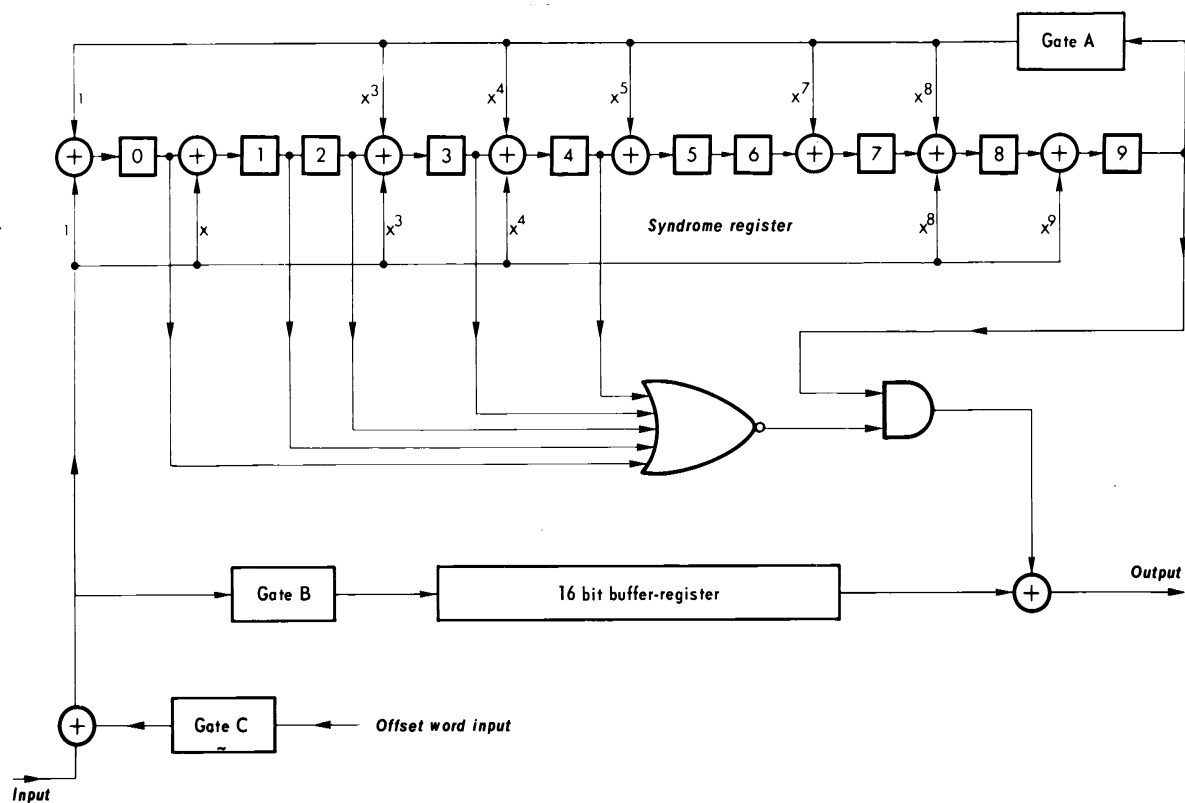 Gate A
1 x³ x⁴ x⁵ x⁷ x⁸
+ 0 + 1 2 + 3 + 4 + 5 6 + 7 + 8 + 9
1 x x³ x⁴ Syndrome register x⁸ x⁹
Gate B
16 bit buffer-register
+
Output
+
Gate C
~
Offset word input
Input